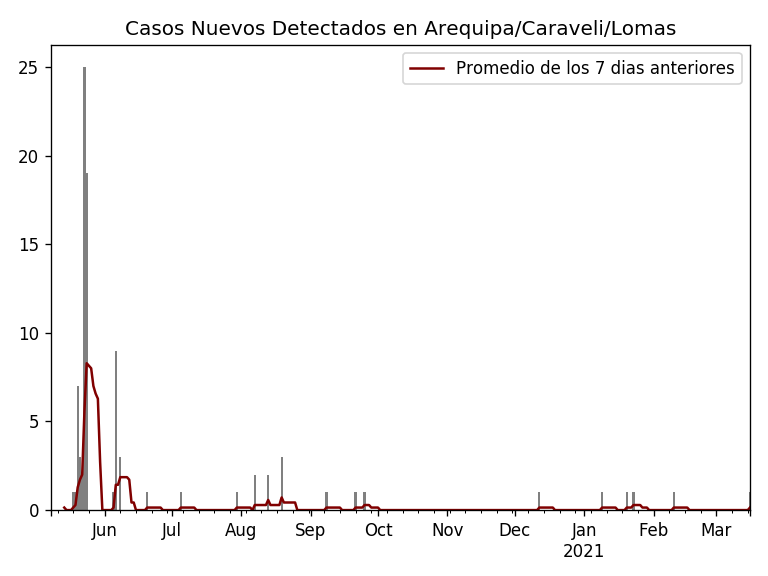 Casos Nuevos Detectados en Arequipa/Caraveli/Lomas
Promedio de los 7 dias anteriores
25
20
15
10
5
0
Jun Jul Aug Sep Oct Nov Dec Jan Feb Mar
2021